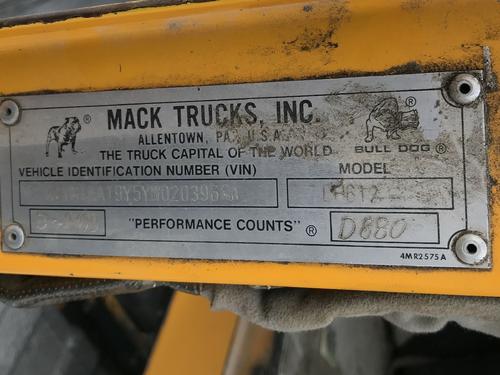 MACK TRUCKS, INC. ®
ALLENTOWN, PA., U.S.A.
THE TRUCK CAPITAL OF THE WORLD
BULL DOG ®
VEHICLE IDENTIFICATION NUMBER (VIN) MODEL
"PERFORMANCE COUNTS" ® D680
4MR2575A